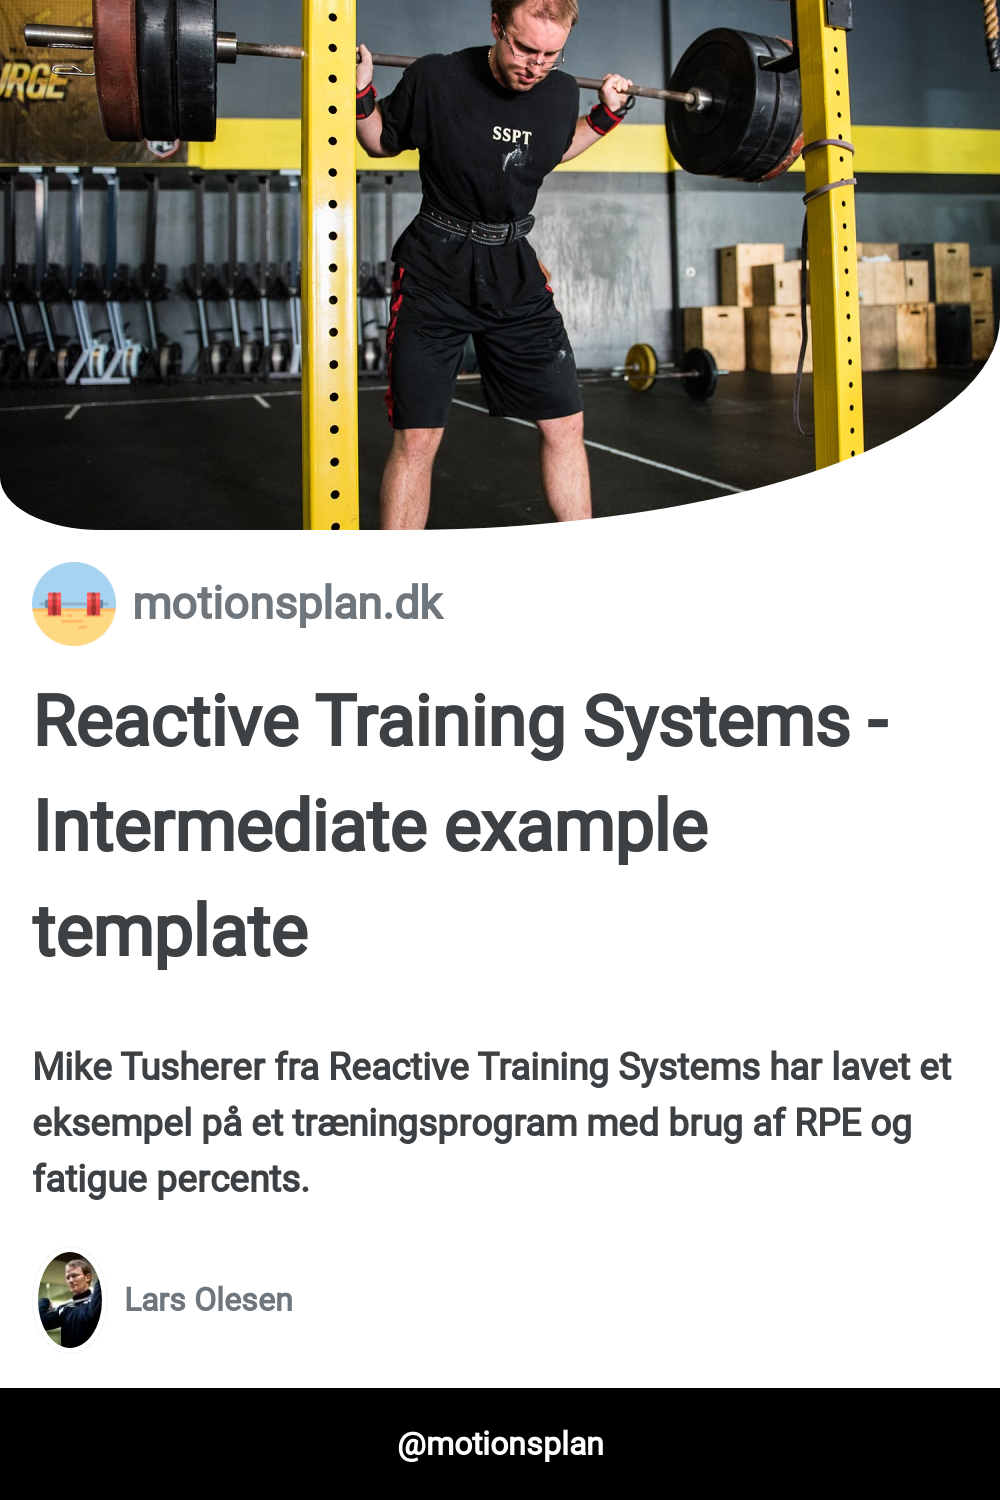 URGE
SSPT
motionsplan.dk
Reactive Training Systems -
Intermediate example
template
Mike Tusherer fra Reactive Training Systems har lavet et
eksempel på et træningsprogram med brug af RPE og
fatigue percents.
Lars Olesen
@motionsplan